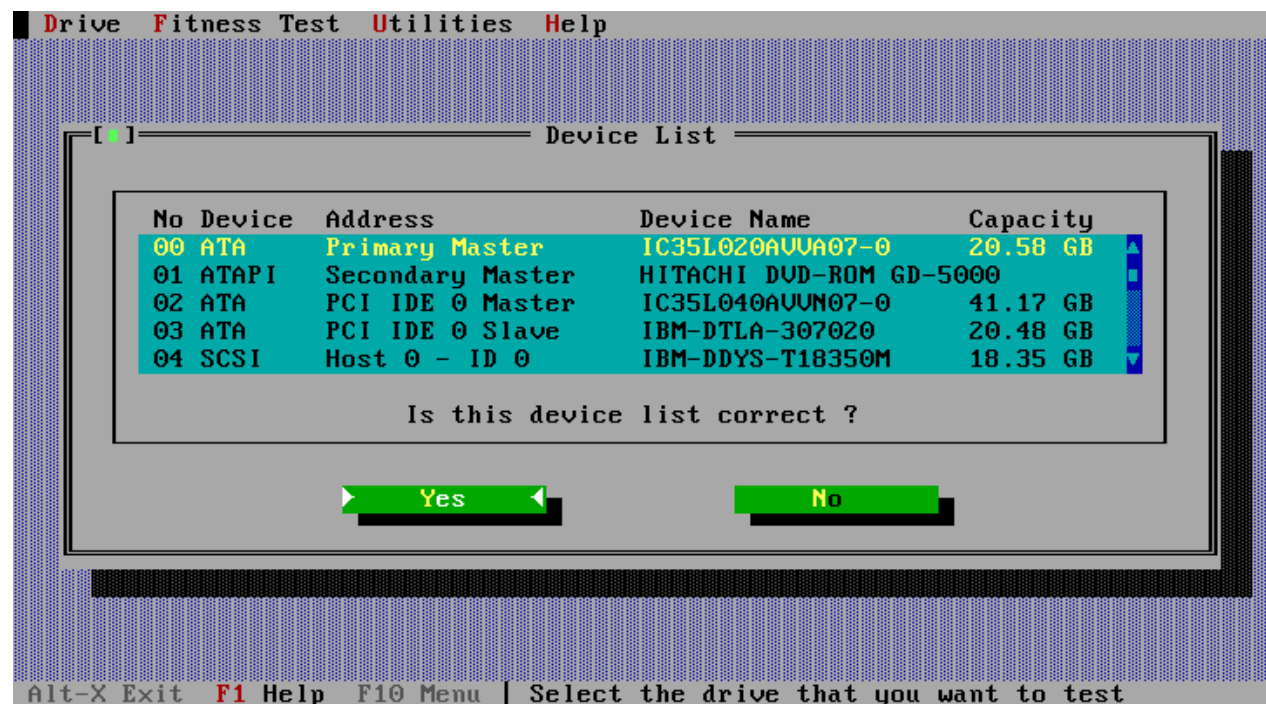 Drive Fitness Test Utilities Help
[ ] Device List
No Device Address Device Name Capacity
00 ATA Primary Master IC35L020AVVA07-0 20.58 GB
01 ATAPI Secondary Master HITACHI DVD-ROM GD-5000
02 ATA PCI IDE 0 Master IC35L040AVVN07-0 41.17 GB
03 ATA PCI IDE 0 Slave IBM-DTLA-307020 20.48 GB
04 SCSI Host 0 - ID 0 IBM-DDYS-T18350M 18.35 GB
Is this device list correct ?
Yes No
Alt-X Exit F1 Help F10 Menu | Select the drive that you want to test